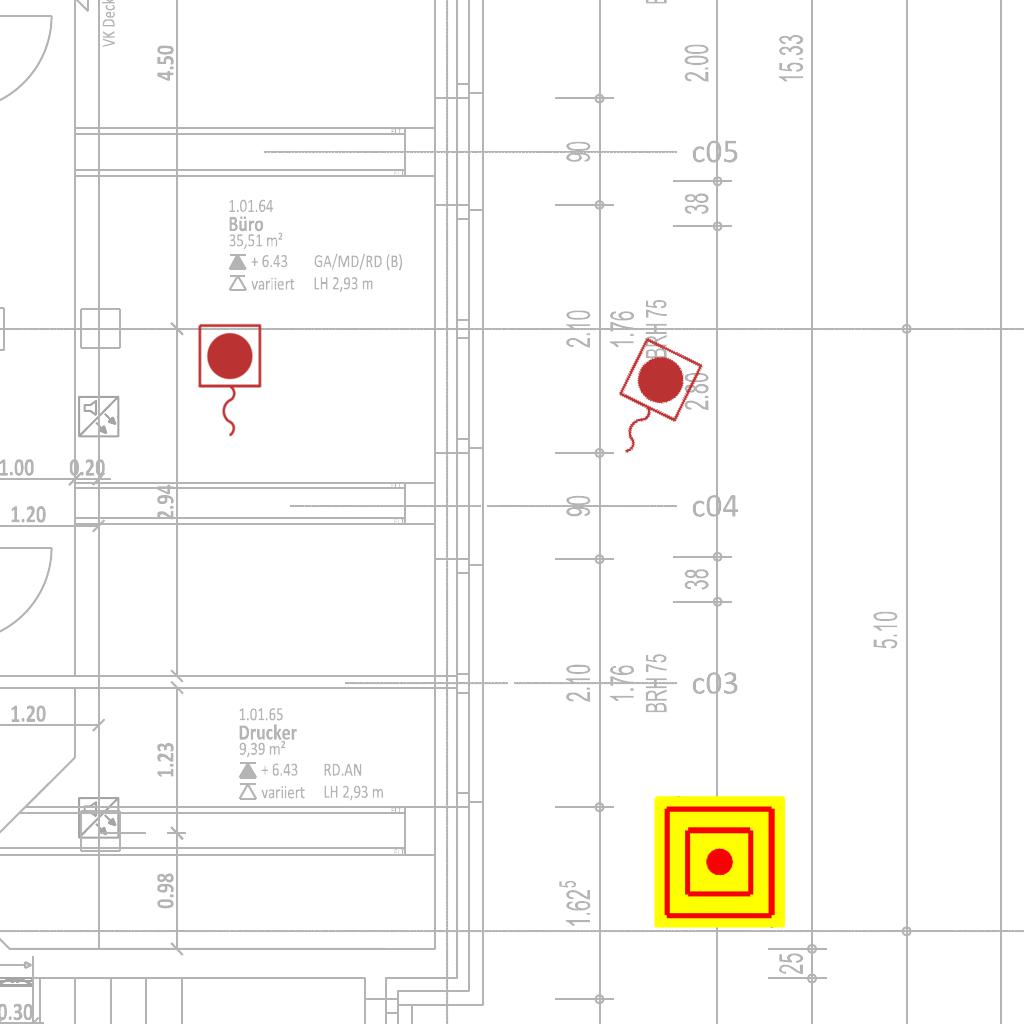 VK Deck
4.50
2.00
15.33
90
c05
38
1.01.64
Büro
35,51 m²
+ 6.43 GA/MD/RD (B)
variiert LH 2,93 m
2.10
1.76
BRH 75
2.80
1.00
0.20
2.94
90
c04
1.20
38
5.10
2.10
1.76
BRH 75
c03
1.20
1.01.65
Drucker
9,39 m²
+ 6.43 RD.AN
variiert LH 2,93 m
1.23
0.98
1.62⁵
25
0.30